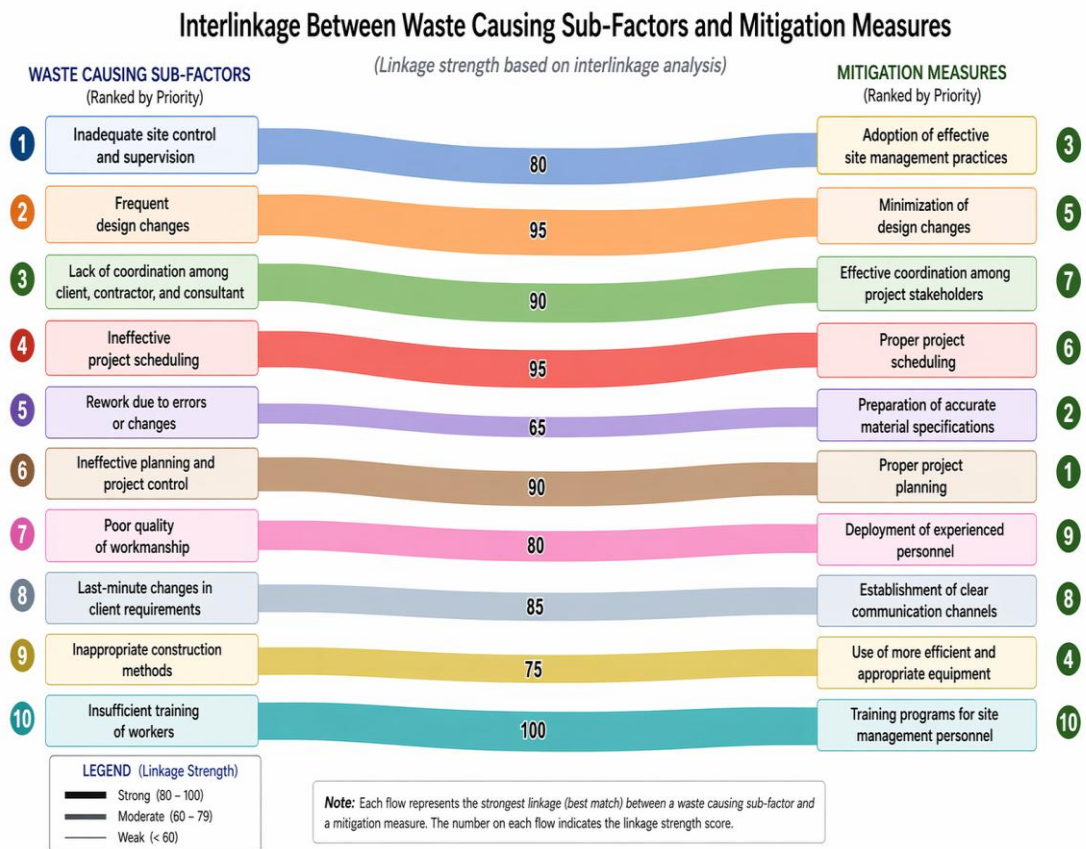 Interlinkage Between Waste Causing Sub-Factors and Mitigation Measures
(Linkage strength based on interlinkage analysis)
WASTE CAUSING SUB-FACTORS
(Ranked by Priority)
MITIGATION MEASURES
(Ranked by Priority)
1
Inadequate site control
and supervision
80
Adoption of effective
site management practices
3
2
Frequent
design changes
95
Minimization of
design changes
5
3
Lack of coordination among
client, contractor, and consultant
90
Effective coordination among
project stakeholders
7
4
Ineffective
project scheduling
95
Proper project
scheduling
6
5
Rework due to errors
or changes
65
Preparation of accurate
material specifications
2
6
Ineffective planning and
project control
90
Proper project
planning
1
7
Poor quality
of workmanship
80
Deployment of experienced
personnel
9
8
Last-minute changes in
client requirements
85
Establishment of clear
communication channels
8
9
Inappropriate construction
methods
75
Use of more efficient and
appropriate equipment
4
10
Insufficient training
of workers
100
Training programs for site
management personnel
10
LEGEND (Linkage Strength)
Strong (80 – 100)
Moderate (60 – 79)
Weak (< 60)
Note: Each flow represents the strongest linkage (best match) between a waste causing sub-factor and
a mitigation measure. The number on each flow indicates the linkage strength score.